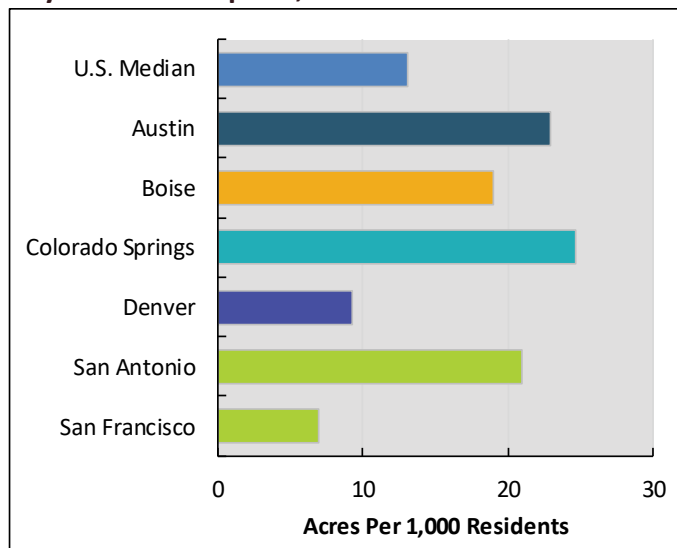 U.S. Median
Austin
Boise
Colorado Springs
Denver
San Antonio
San Francisco
0 10 20 30
Acres Per 1,000 Residents